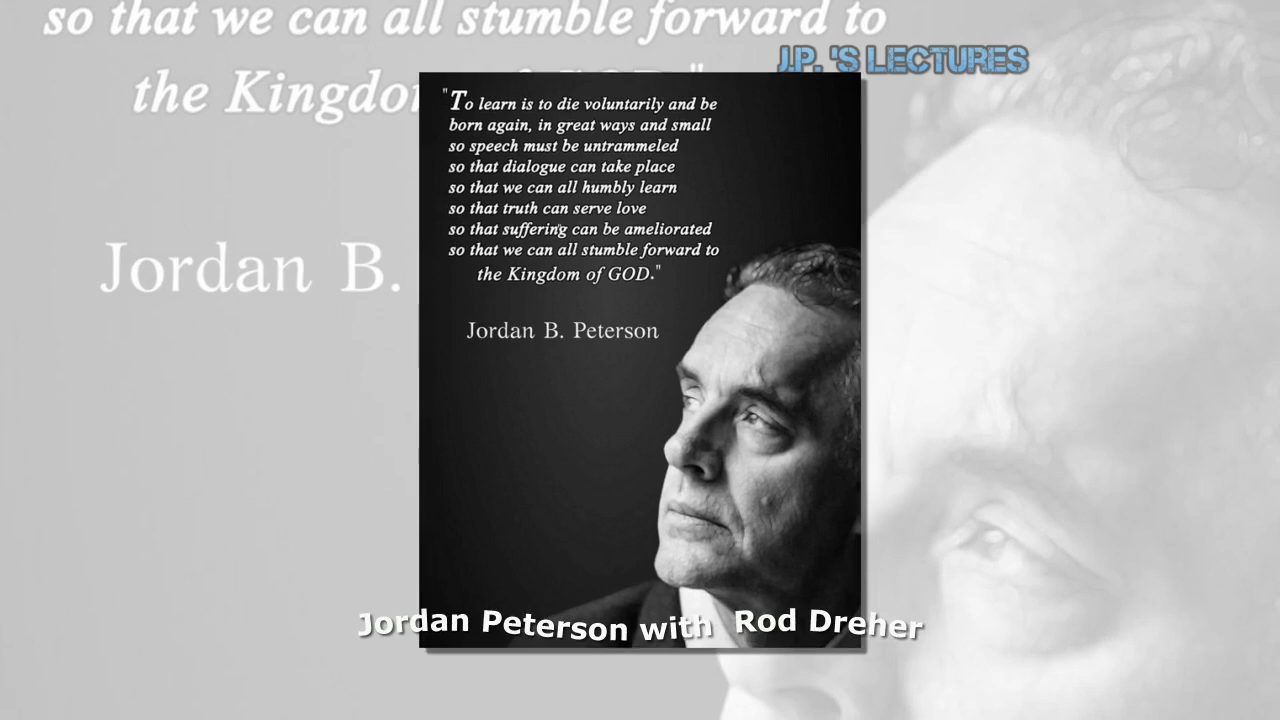 so that we can all stumble forward to
the Kingdom
J.P. 'S LECTURES
"To learn is to die voluntarily and be
born again, in great ways and small
so speech must be untrammeled
so that dialogue can take place
so that we can all humbly learn
so that truth can serve love
so that suffering can be ameliorated
so that we can all stumble forward to
the Kingdom of GOD."
Jordan B. Peterson
Jordan B.
Jordan Peterson with Rod Dreher